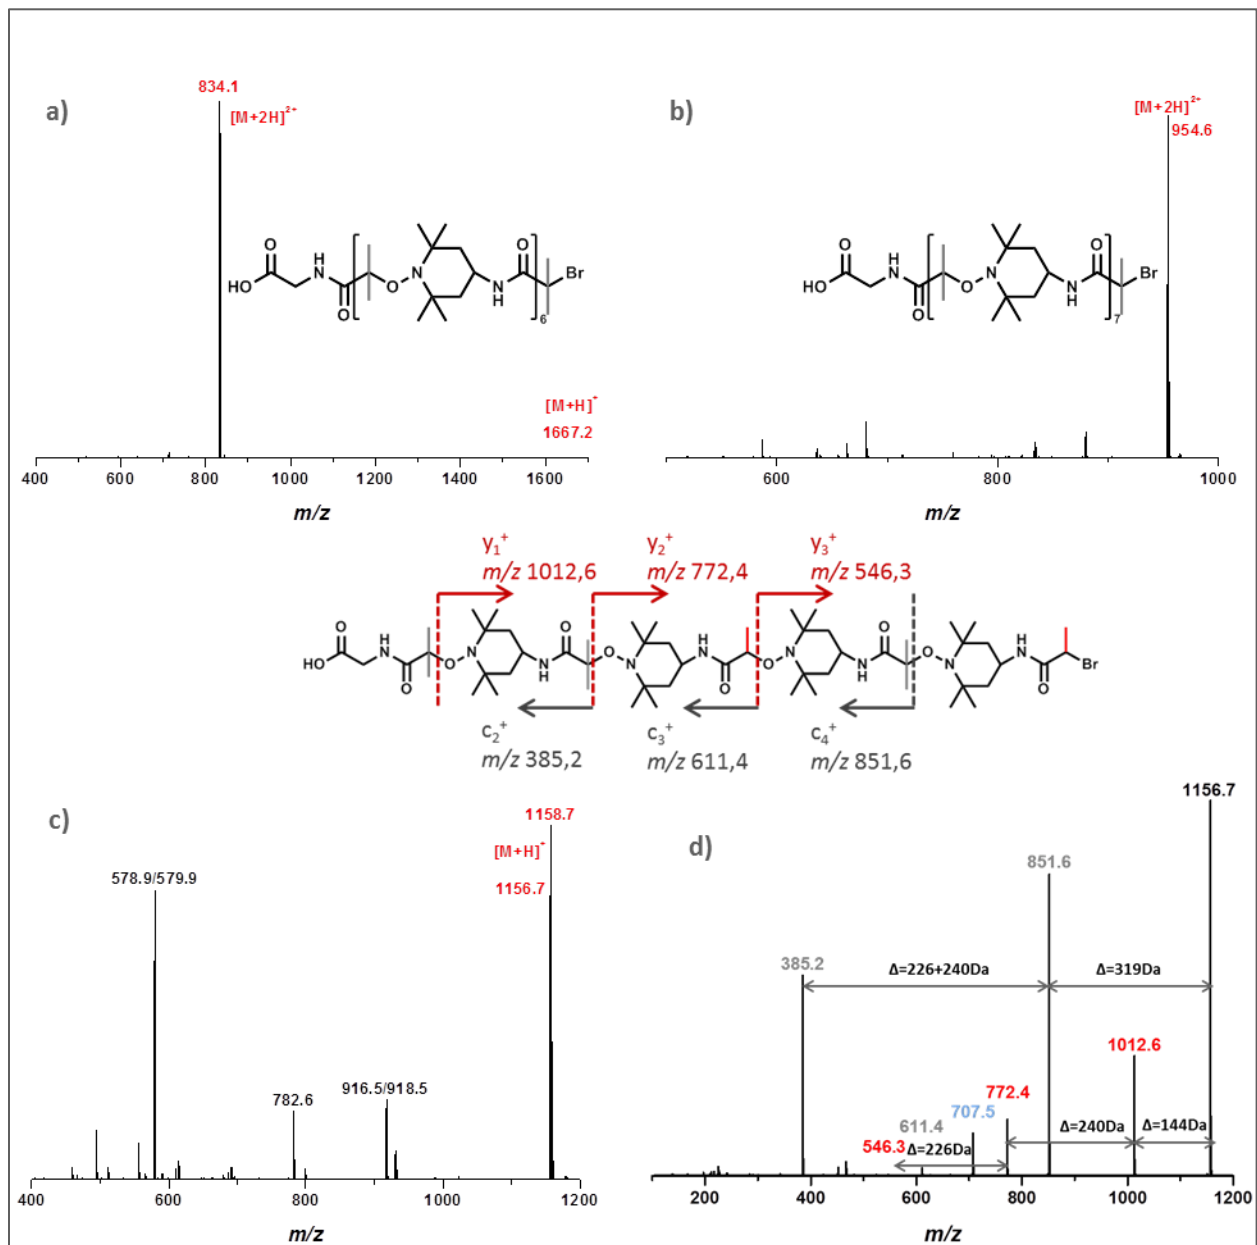 a)
834.1
[M+2H]²⁺
O
HO
H
N
O
O
N
O
N
H
Br
6
[M+H]⁺
1667.2
400 600 800 1000 1200 1400 1600
m/z
b)
[M+2H]²⁺
954.6
O
HO
H
N
O
O
N
O
N
H
Br
7
600 800 1000
m/z
y₁⁺
m/z 1012,6
y₂⁺
m/z 772,4
y₃⁺
m/z 546,3
O
HO
H
N
O
O
N
N
H
O
O
N
H
N
O
O
N
N
H
O
O
N
H
N
O
Br
c₂⁺
m/z 385,2
c₃⁺
m/z 611,4
c₄⁺
m/z 851,6
c)
1158.7
[M+H]⁺
1156.7
578.9/579.9
782.6
916.5/918.5
400 600 800 1000 1200
m/z
d)
1156.7
851.6
385.2
Δ=226+240Da
Δ=319Da
1012.6
772.4
707.5
611.4
546.3
Δ=226Da
Δ=240Da
Δ=144Da
200 400 600 800 1000 1200
m/z